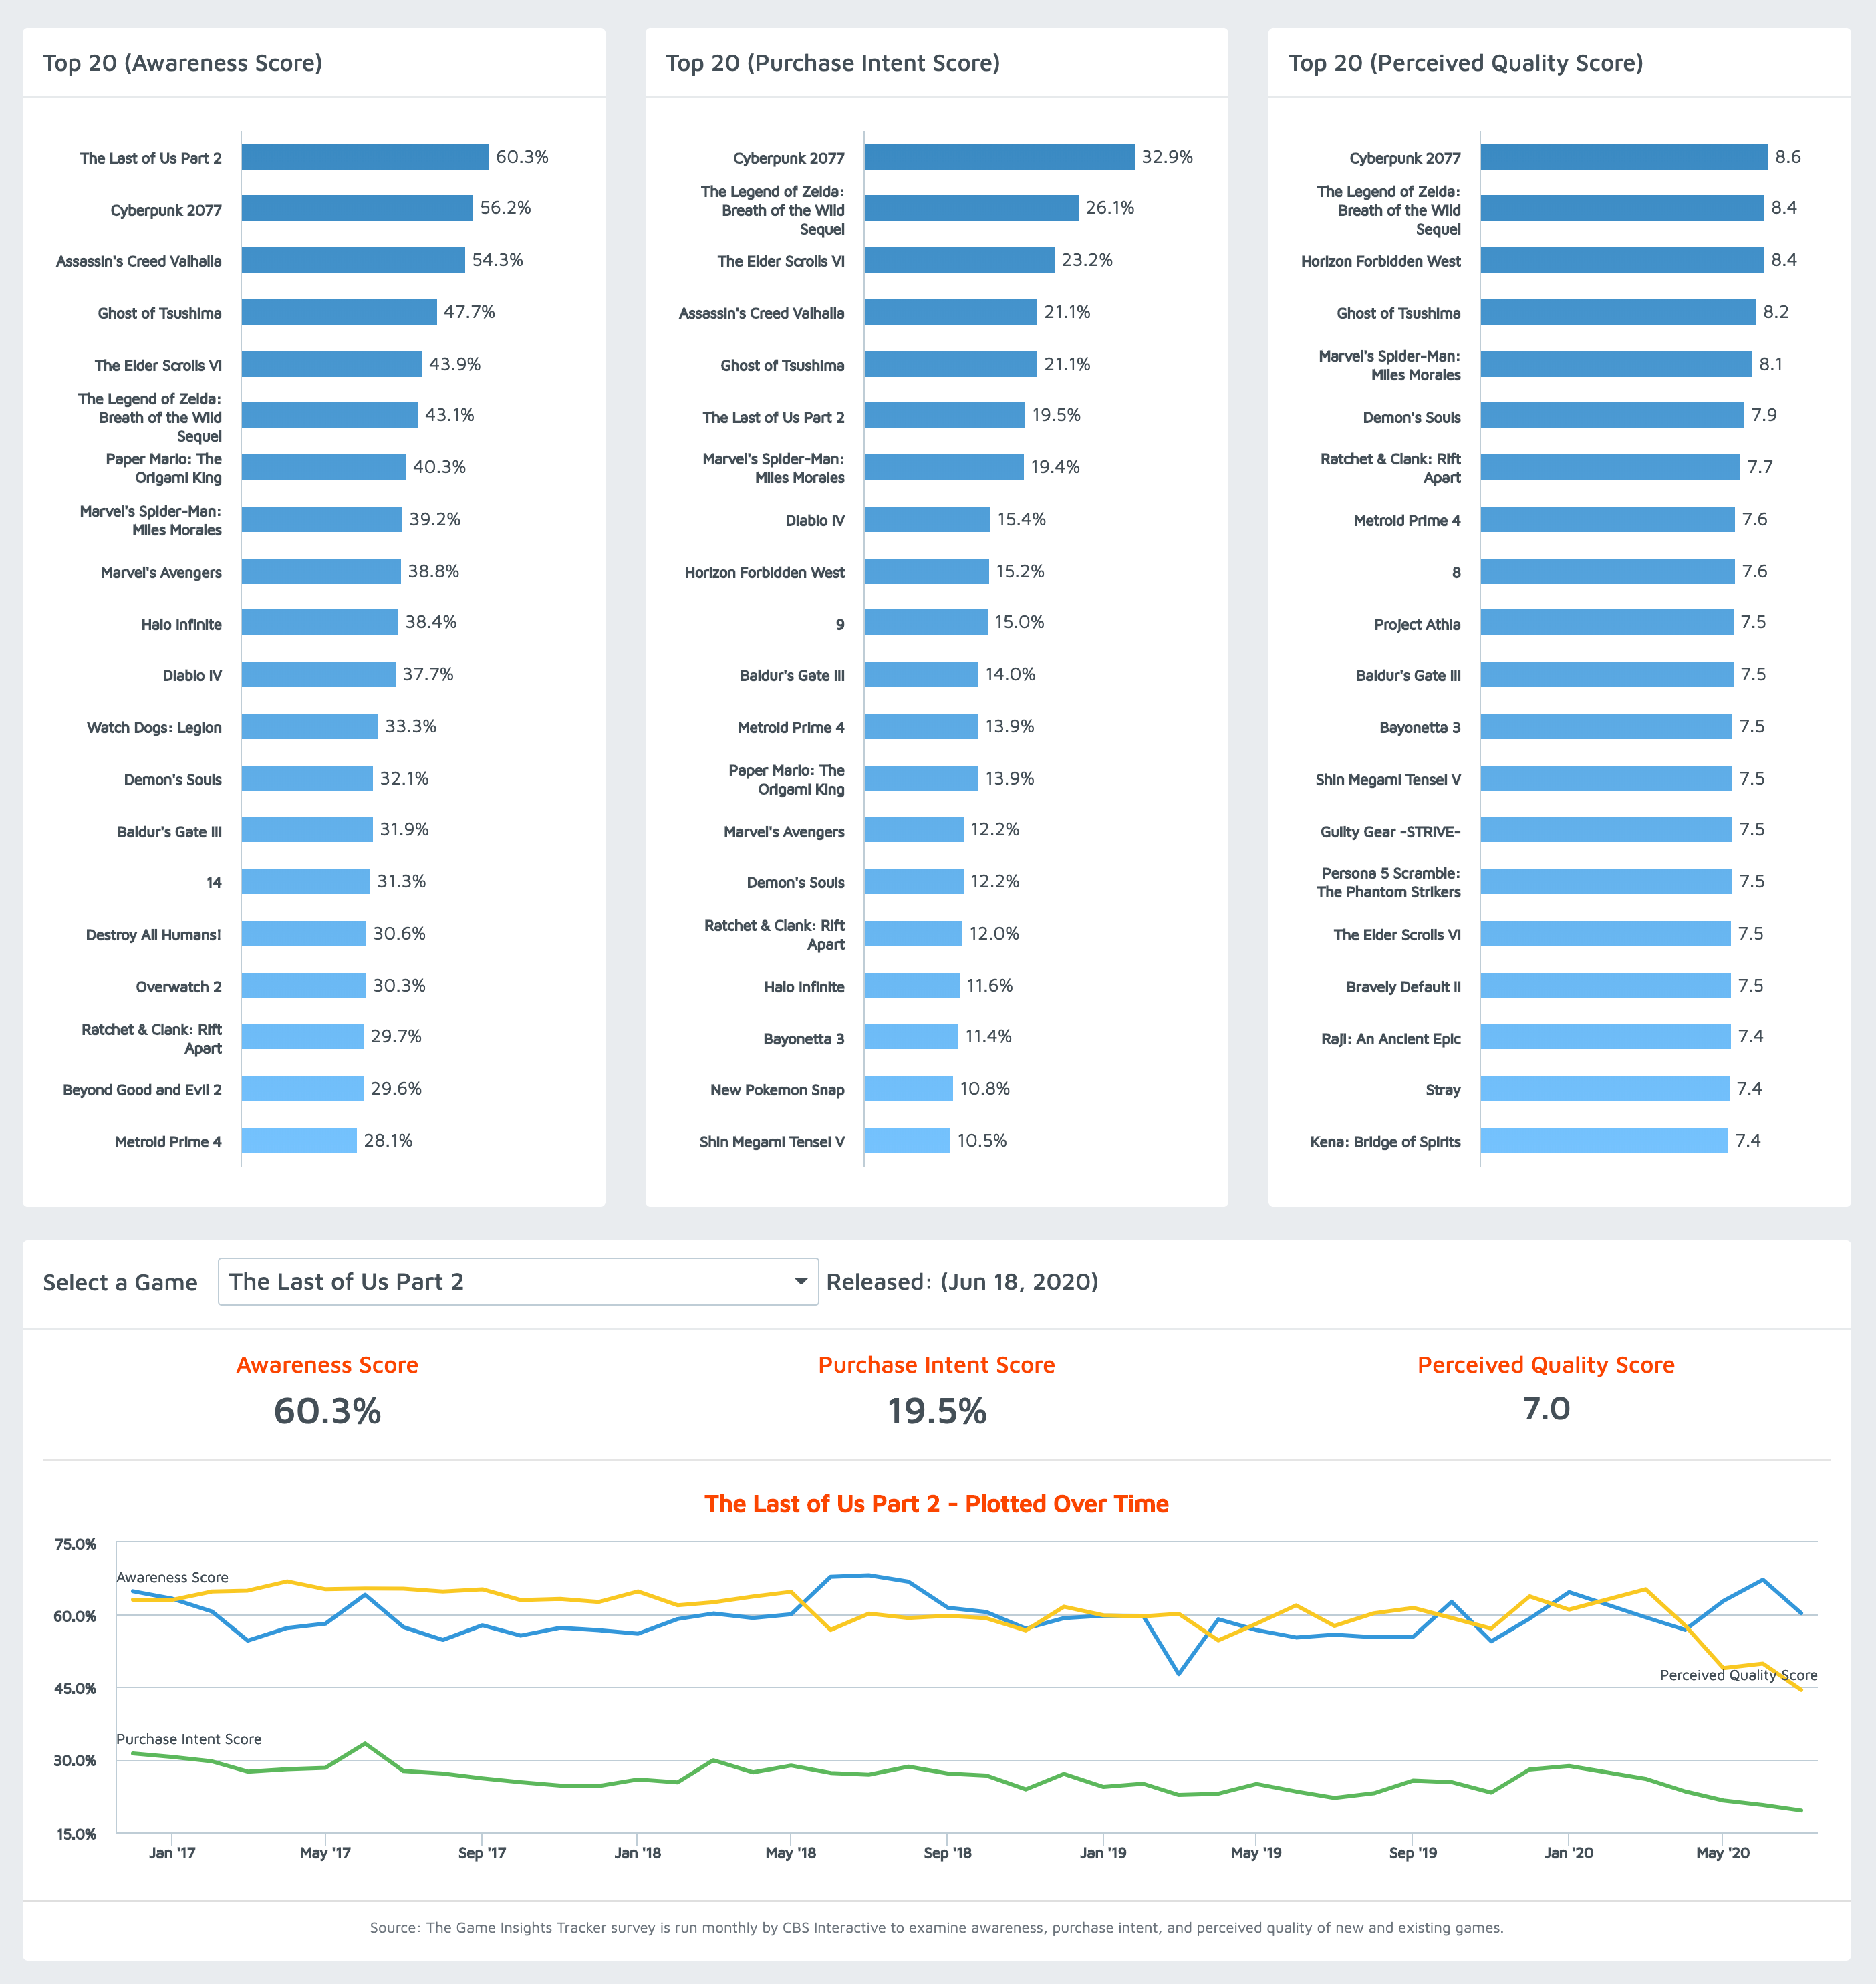 Top 20 (Awareness Score)
The Last of Us Part 2 60.3%
Cyberpunk 2077 56.2%
Assassin's Creed Valhalla 54.3%
Ghost of Tsushima 47.7%
The Elder Scrolls VI 43.9%
The Legend of Zelda:
Breath of the Wild 43.1%
Sequel
Paper Mario: The
Origami King 40.3%
Marvel's Spider-Man:
Miles Morales 39.2%
Marvel's Avengers 38.8%
Halo Infinite 38.4%
Diablo IV 37.7%
Watch Dogs: Legion 33.3%
Demon's Souls 32.1%
Baldur's Gate III 31.9%
14 31.3%
Destroy All Humans! 30.6%
Overwatch 2 30.3%
Ratchet & Clank: Rift
Apart 29.7%
Beyond Good and Evil 2 29.6%
Metroid Prime 4 28.1%
Top 20 (Purchase Intent Score)
Cyberpunk 2077 32.9%
The Legend of Zelda:
Breath of the Wild 26.1%
Sequel
The Elder Scrolls VI 23.2%
Assassin's Creed Valhalla 21.1%
Ghost of Tsushima 21.1%
The Last of Us Part 2 19.5%
Marvel's Spider-Man:
Miles Morales 19.4%
Diablo IV 15.4%
Horizon Forbidden West 15.2%
9 15.0%
Baldur's Gate III 14.0%
Metroid Prime 4 13.9%
Paper Mario: The
Origami King 13.9%
Marvel's Avengers 12.2%
Demon's Souls 12.2%
Ratchet & Clank: Rift
Apart 12.0%
Halo Infinite 11.6%
Bayonetta 3 11.4%
New Pokemon Snap 10.8%
Shin Megami Tensei V 10.5%
Top 20 (Perceived Quality Score)
Cyberpunk 2077 8.6
The Legend of Zelda:
Breath of the Wild 8.4
Sequel
Horizon Forbidden West 8.4
Ghost of Tsushima 8.2
Marvel's Spider-Man:
Miles Morales 8.1
Demon's Souls 7.9
Ratchet & Clank: Rift
Apart 7.7
Metroid Prime 4 7.6
8 7.6
Project Athia 7.5
Baldur's Gate III 7.5
Bayonetta 3 7.5
Shin Megami Tensei V 7.5
Guilty Gear -STRIVE- 7.5
Persona 5 Scramble:
The Phantom Strikers 7.5
The Elder Scrolls VI 7.5
Bravely Default II 7.5
Raji: An Ancient Epic 7.4
Stray 7.4
Kena: Bridge of Spirits 7.4
Select a Game The Last of Us Part 2 Released: (Jun 18, 2020)
Awareness Score Purchase Intent Score Perceived Quality Score
60.3% 19.5% 7.0
The Last of Us Part 2 - Plotted Over Time
75.0%
Awareness Score
60.0%
Perceived Quality Score
45.0%
Purchase Intent Score
30.0%
15.0%
Jan '17 May '17 Sep '17 Jan '18 May '18 Sep '18 Jan '19 May '19 Sep '19 Jan '20 May '20
Source: The Game Insights Tracker survey is run monthly by CBS Interactive to examine awareness, purchase intent, and perceived quality of new and existing games.